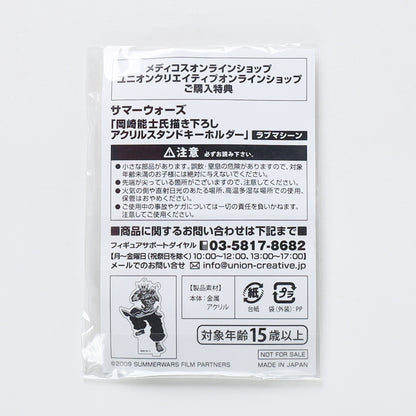 メディコスオンラインショップ
ユニオンクリエイティブオンラインショップ
ご購入特典
サマーウォーズ
「岡崎能士氏描き下ろし
アクリルスタンドキーホルダー」 ラブマシーン
⚠注意 必ずお読み下さい。
●小さな部品があります。誤飲、窒息の危険がありますので、対象
年齢未満のお子様には絶対に与えないでください。
●先端が尖っている箇所がございますので、注意してください。
●火気の側や直射日光のあたる場所、高温多湿な場所での使用、
保管はおやめください。
●ご使用中の事故やケガについては一切の責任を負いかねます。
注意してご使用ください。
■商品に関するお問い合わせは下記まで■
フィギュアサポートダイヤル 03-5817-8682
[月〜金曜日(祝祭日を除く) 10:00〜12:00、13:00〜17:00]
メールでのお問い合わせ ✉info@union-creative.jp
【製品素材】
本体:金属
アクリル
紙
台紙
プラ
袋(外装):PP
対象年齢15歳以上
NOT FOR SALE
©2009 SUMMERWARS FILM PARTNERS
MADE IN JAPAN